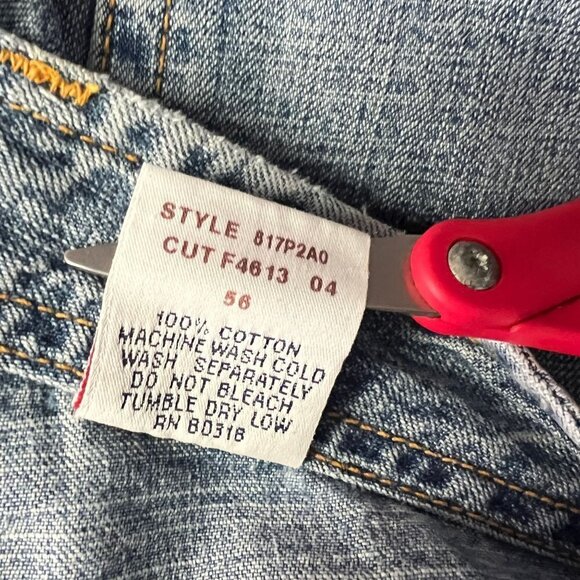 STYLE 817P2A0
CUT F4613 04
56
100% COTTON
MACHINE WASH COLD
WASH SEPARATELY
DO NOT BLEACH
TUMBLE DRY LOW
RN 80318